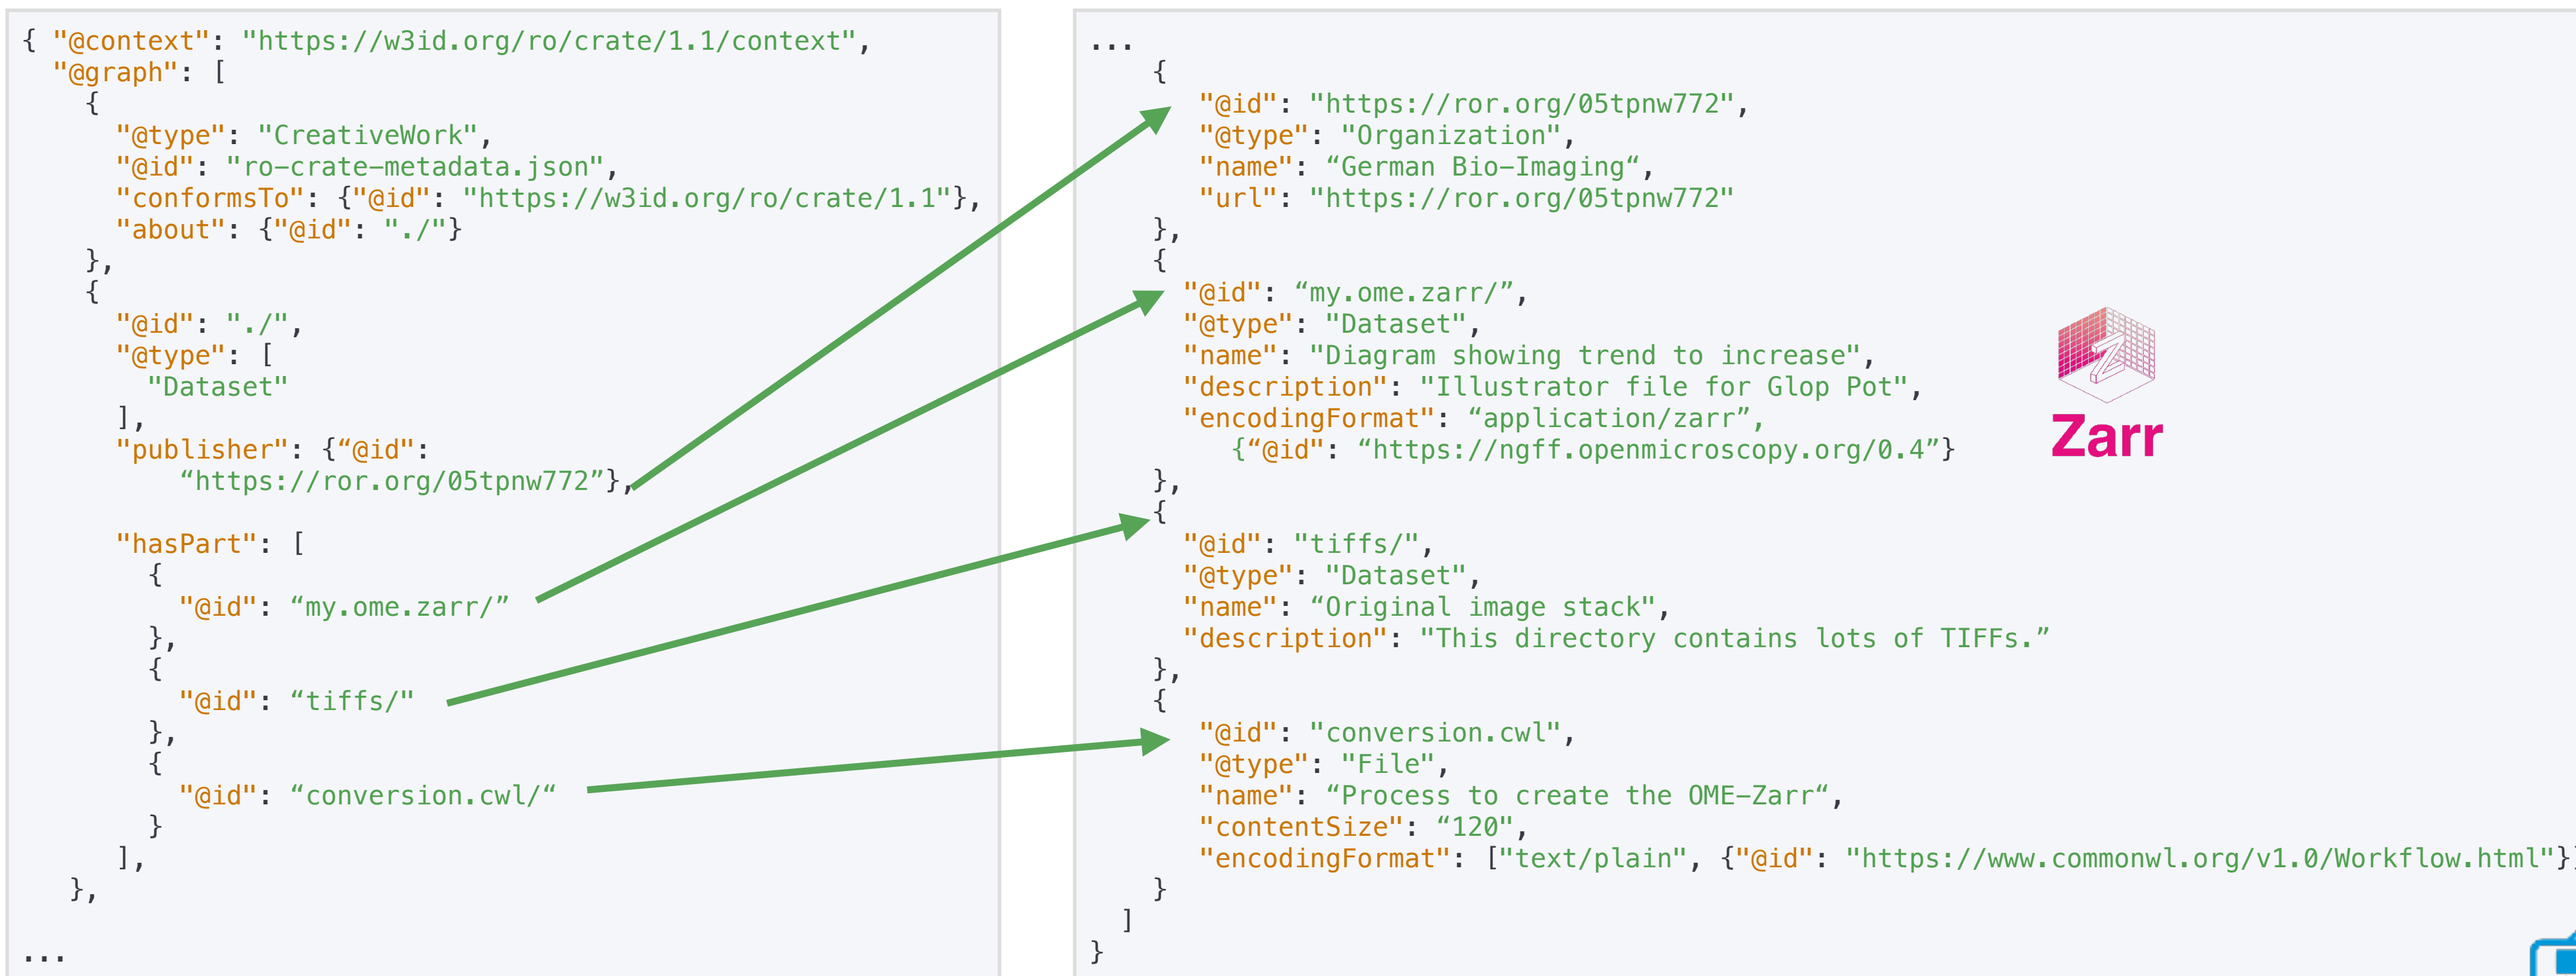 { "@context": "https://w3id.org/ro/crate/1.1/context",
  "@graph": [
    {
      "@type": "CreativeWork",
      "@id": "ro-crate-metadata.json",
      "conformsTo": {"@id": "https://w3id.org/ro/crate/1.1"},
      "about": {"@id": "./"}
    },
    {
      "@id": "./",
      "@type": [
        "Dataset"
      ],
      "publisher": {“@id":
          “https://ror.org/05tpnw772”},
      "hasPart": [
        {
          "@id": “my.ome.zarr/”
        },
        {
          "@id": “tiffs/"
        },
        {
          "@id": “conversion.cwl/“
        }
      ],
   },
...
...
    {
       "@id": "https://ror.org/05tpnw772",
       "@type": "Organization",
       "name": “German Bio-Imaging“,
       "url": "https://ror.org/05tpnw772"
    },
    {
      "@id": “my.ome.zarr/”,
      "@type": "Dataset",
      "name": "Diagram showing trend to increase",
      "description": "Illustrator file for Glop Pot",
      "encodingFormat": “application/zarr”,
         {“@id": “https://ngff.openmicroscopy.org/0.4”}
    },
    {
      "@id": "tiffs/",
      "@type": "Dataset",
      "name": “Original image stack",
      "description": "This directory contains lots of TIFFs.”
    },
    {
       "@id": "conversion.cwl",
       "@type": "File",
       "name": “Process to create the OME-Zarr“,
       "contentSize": “120",
       "encodingFormat": ["text/plain", {"@id": "https://www.commonwl.org/v1.0/Workflow.html"}]
    }
  ]
}
Zarr